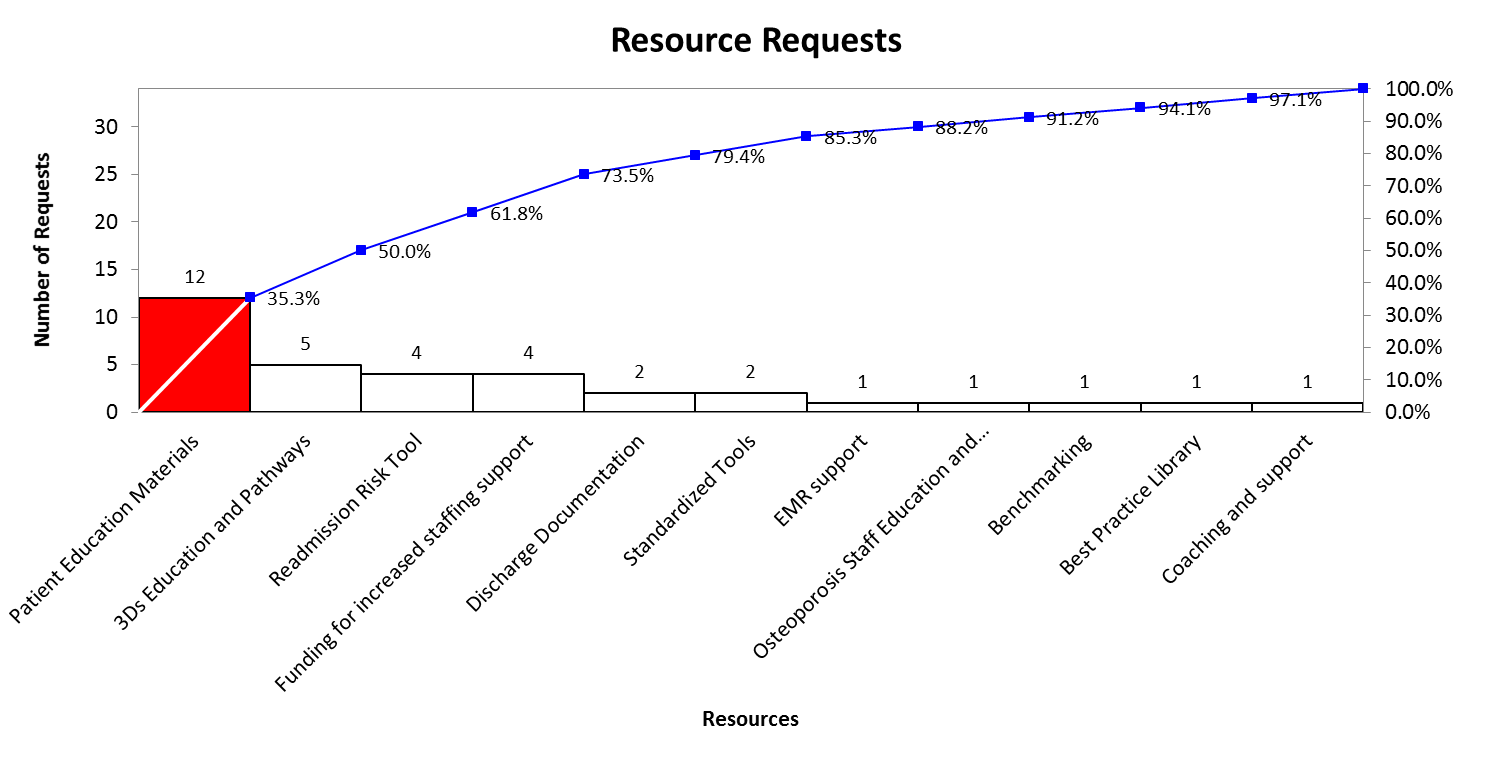 Resource Requests
Number of Requests
30
25
20
15
10
5
0
100.0%
90.0%
80.0%
70.0%
60.0%
50.0%
40.0%
30.0%
20.0%
10.0%
0.0%
12
5
4
4
2
2
1
1
1
1
1
35.3%
50.0%
61.8%
73.5%
79.4%
85.3%
88.2%
91.2%
94.1%
97.1%
Patient Education Materials
3Ds Education and Pathways
Readmission Risk Tool
Funding for increased staffing support
Discharge Documentation
Standardized Tools
EMR support
Osteoporosis Staff Education and...
Benchmarking
Best Practice Library
Coaching and support
Resources